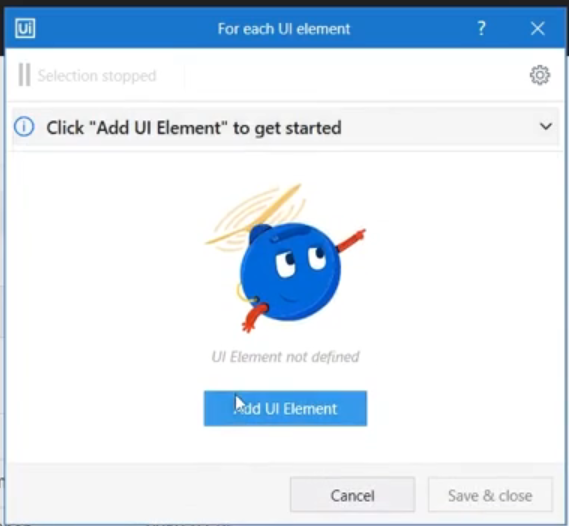 Ui For each UI element ?
Selection stopped
Click "Add UI Element" to get started
UI Element not defined
Add UI Element
Cancel Save & close